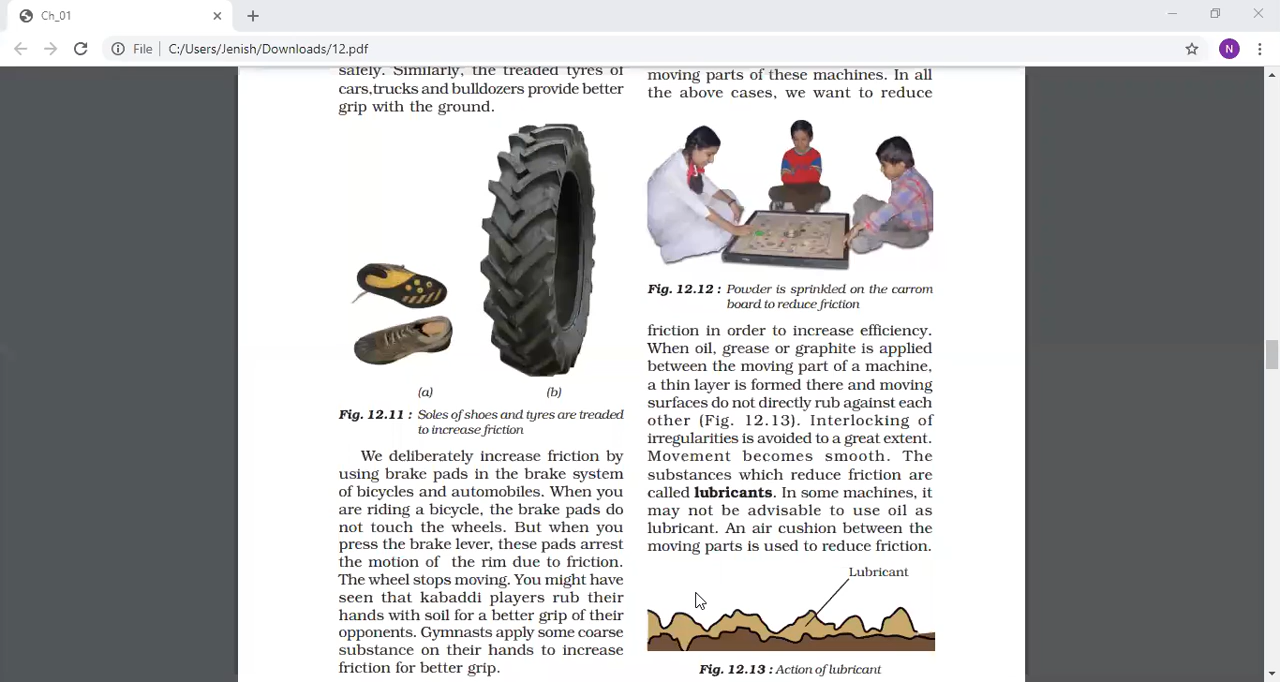 Ch_01
File
C:/Users/Jenish/Downloads/12.pdf
N
safely. Similarly, the treaded tyres of
cars,trucks and bulldozers provide better
grip with the ground.
(a)
(b)
Fig. 12.11 : Soles of shoes and tyres are treaded
to increase friction
We deliberately increase friction by
using brake pads in the brake system
of bicycles and automobiles. When you
are riding a bicycle, the brake pads do
not touch the wheels. But when you
press the brake lever, these pads arrest
the motion of the rim due to friction.
The wheel stops moving. You might have
seen that kabaddi players rub their
hands with soil for a better grip of their
opponents. Gymnasts apply some coarse
substance on their hands to increase
friction for better grip.
moving parts of these machines. In all
the above cases, we want to reduce
Fig. 12.12 : Powder is sprinkled on the carrom
board to reduce friction
friction in order to increase efficiency.
When oil, grease or graphite is applied
between the moving part of a machine,
a thin layer is formed there and moving
surfaces do not directly rub against each
other (Fig. 12.13). Interlocking of
irregularities is avoided to a great extent.
Movement becomes smooth. The
substances which reduce friction are
called lubricants. In some machines, it
may not be advisable to use oil as
lubricant. An air cushion between the
moving parts is used to reduce friction.
Lubricant
Fig. 12.13 : Action of lubricant